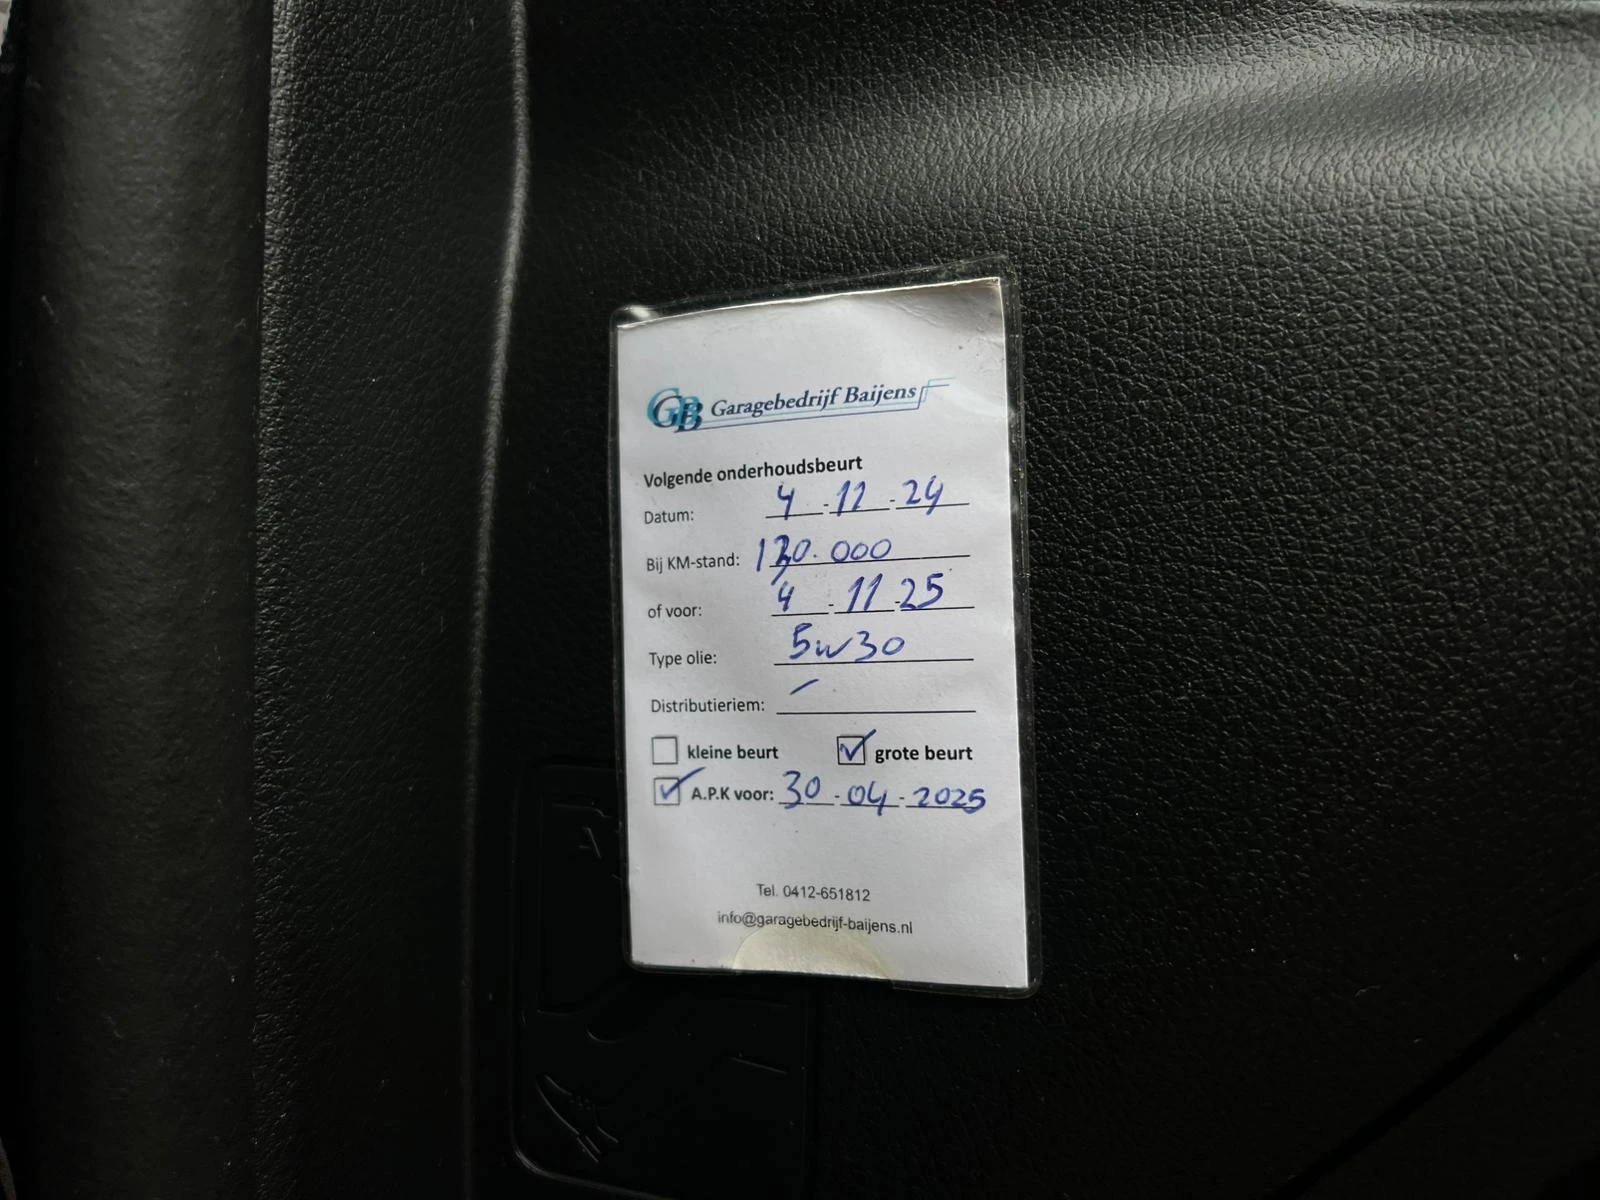 GB Garagebedrijf Baijens
Volgende onderhoudsbeurt
Datum: 4-11-24
Bij KM-stand: 130.000
of voor: 4-11-25
Type olie: 5w30
Distributieriem: -
kleine beurt grote beurt
A.P.K voor: 30-04-2025
Tel. 0412-651812
info@garagebedrijf-baijens.nl